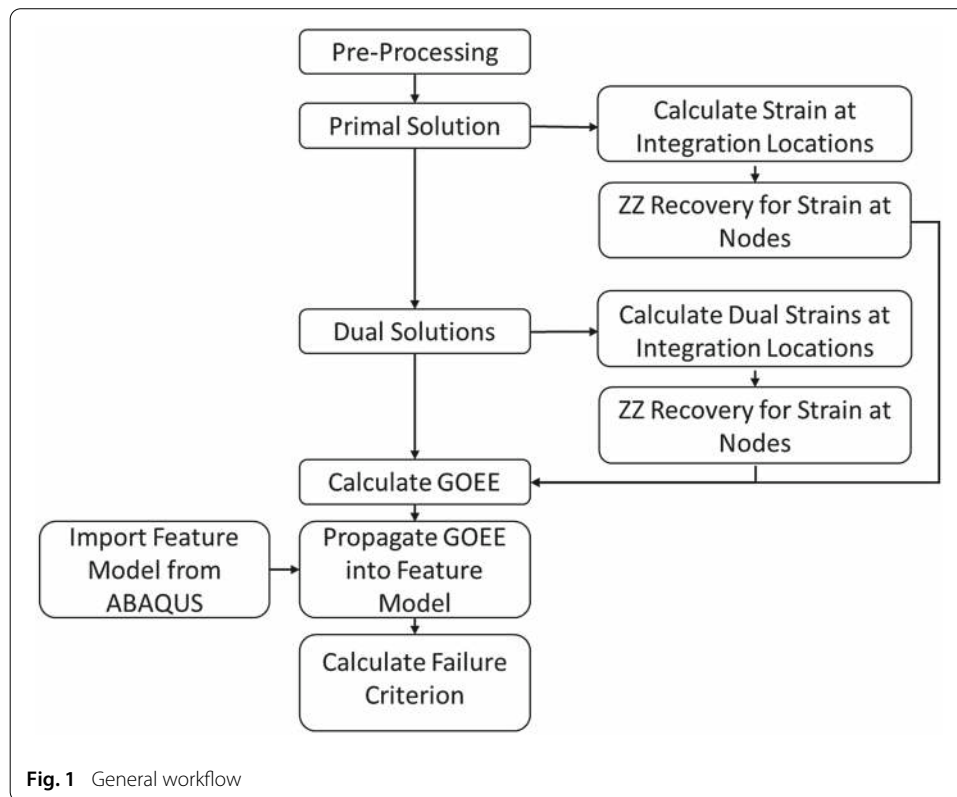 Pre-Processing
Primal Solution
Calculate Strain at
Integration Locations
ZZ Recovery for Strain at
Nodes
Dual Solutions
Calculate Dual Strains at
Integration Locations
ZZ Recovery for Strain at
Nodes
Calculate GOEE
Import Feature
Model from
ABAQUS
Propagate GOEE
into Feature
Model
Calculate Failure
Criterion
Fig. 1 General workflow